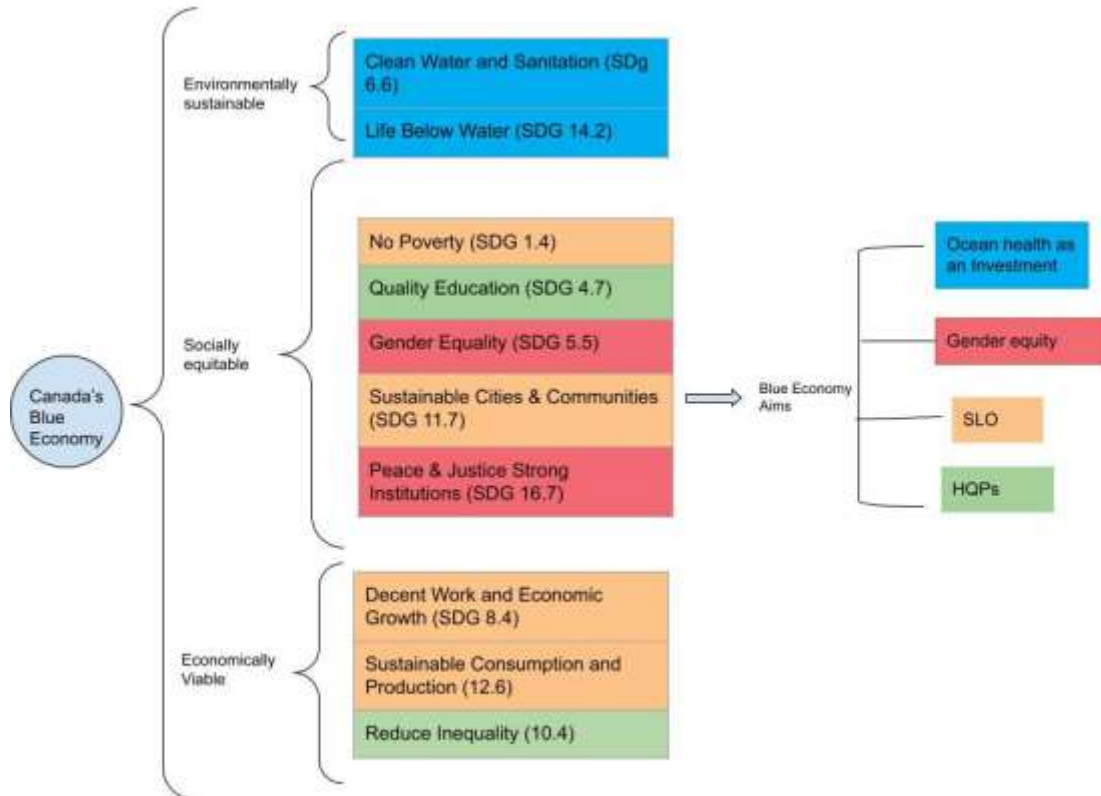 Canada's
Blue
Economy
Environmentally
sustainable
Clean Water and Sanitation (SDg
6.6)
Life Below Water (SDG 14.2)
Socially
equitable
No Poverty (SDG 1.4)
Quality Education (SDG 4.7)
Gender Equality (SDG 5.5)
Sustainable Cities & Communities
(SDG 11.7)
Peace & Justice Strong
Institutions (SDG 16.7)
Economically
Viable
Decent Work and Economic
Growth (SDG 8.4)
Sustainable Consumption and
Production (12.6)
Reduce Inequality (10.4)
Blue Economy
Aims
Ocean health as
an Investment
Gender equity
SLO
HQPs